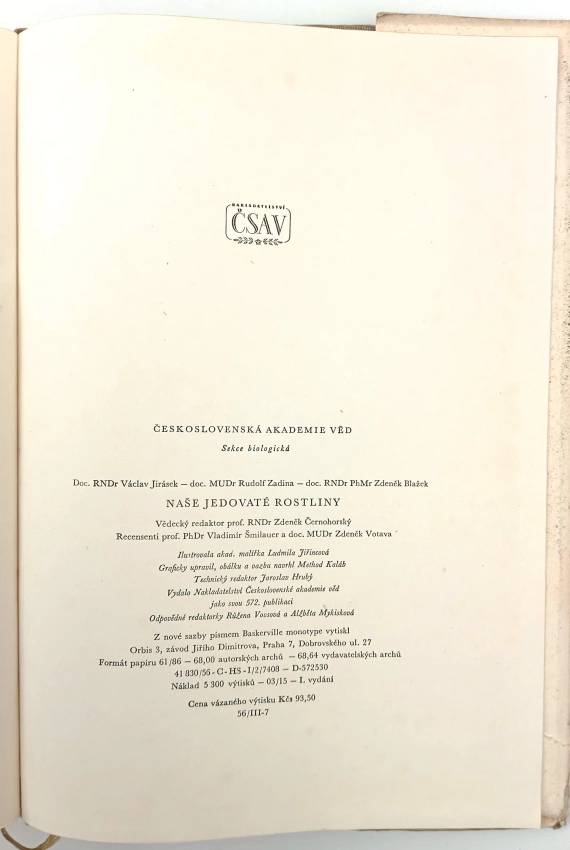 NAKLADATELSTVÍ
ČSAV
ČESKOSLOVENSKÁ AKADEMIE VĚD
Sekce biologická
Doc. RNDr Václav Jirásek — doc. MUDr Rudolf Zadina — doc. RNDr PhMr Zdeněk Blažek
NAŠE JEDOVATÉ ROSTLINY
Vědecký redaktor prof. RNDr Zdeněk Černohorský
Recensenti prof. PhDr Vladimír Šmilauer a doc. MUDr Zdeněk Votava
Ilustrovala akad. malířka Ludmila Jiřincová
Graficky upravil, obálku a vazbu navrhl Method Kaláb
Technický redaktor Jaroslav Hrubý
Vydalo Nakladatelství Československé akademie věd
jako svou 572. publikaci
Odpovědné redaktorky Růžena Vousová a Alžběta Mykisková
Z nové sazby písmem Baskerville monotype vytiskl
Orbis 3, závod Jiřího Dimitrova, Praha 7, Dobrovského ul. 27
Formát papíru 61/86 — 68,00 autorských archů — 68,64 vydavatelských archů
41 830/56 - C - HS - I/2/7408 — D-572530
Náklad 5 300 výtisků — 03/15 — I. vydání
Cena vázaného výtisku Kčs 93,50
56/III-7